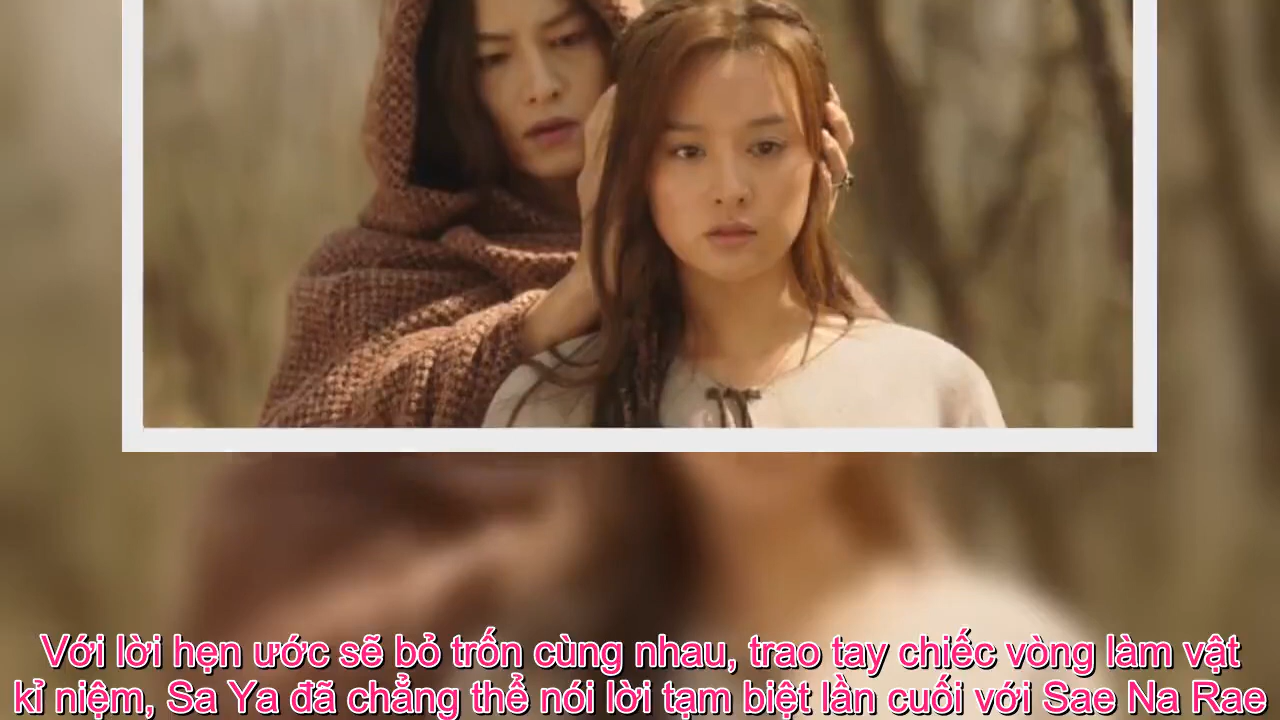 Với lời hẹn ước sẽ bỏ trốn cùng nhau, trao tay chiếc vòng làm vật
kỉ niệm, Sa Ya đã chẳng thể nói lời tạm biệt lần cuối với Sae Na Rae